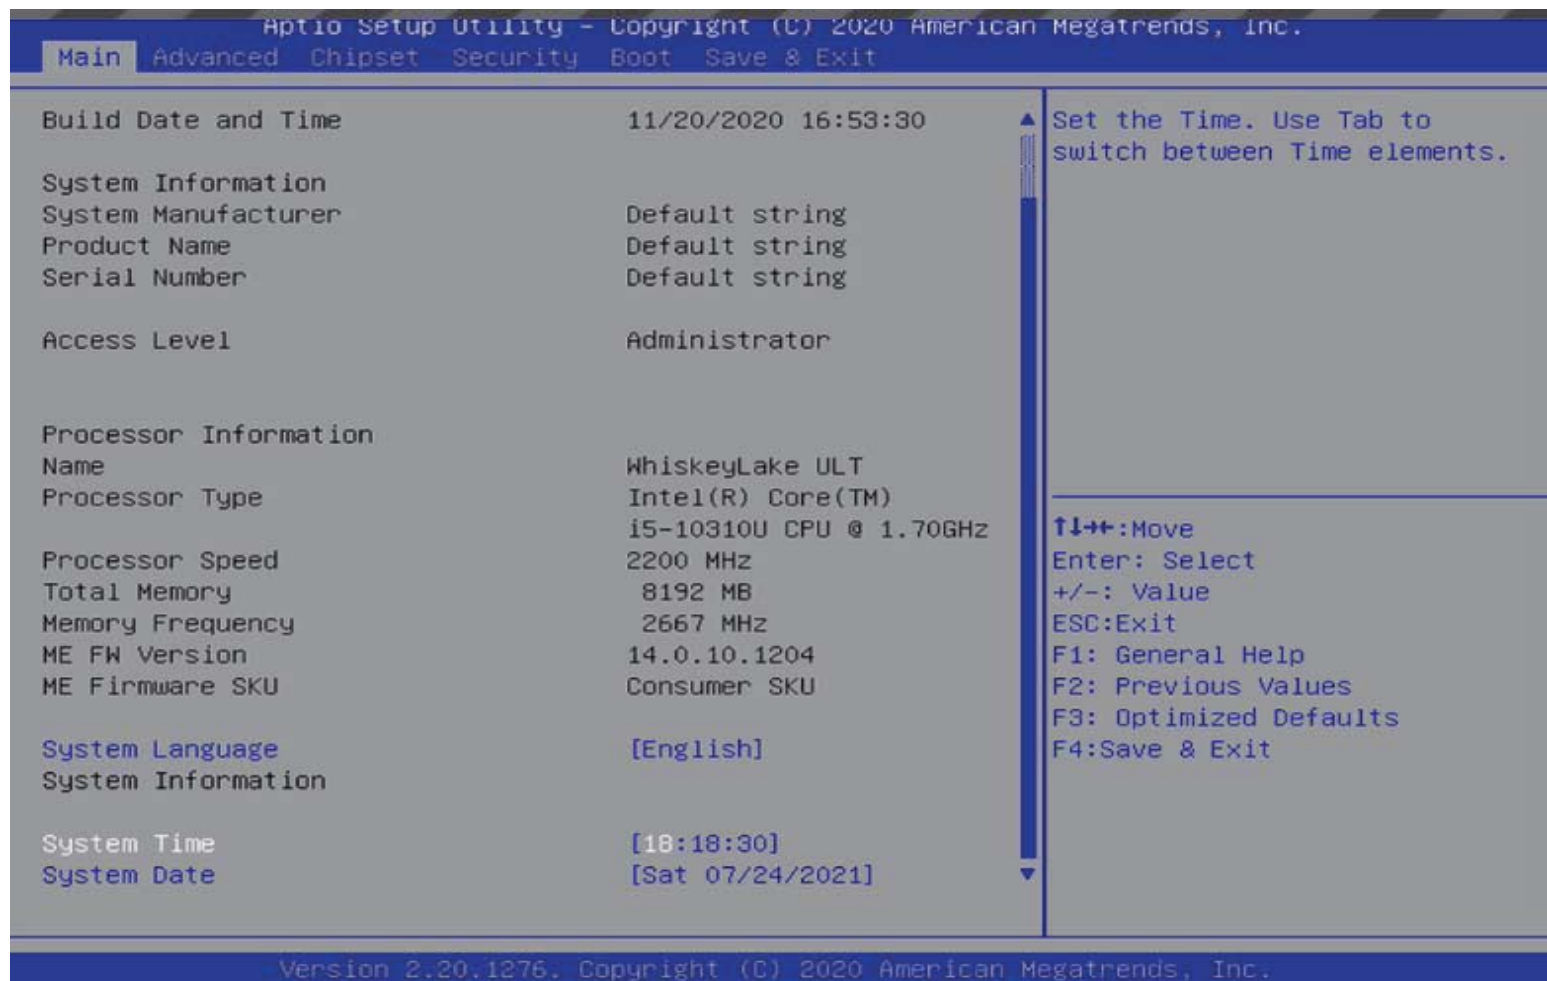 Aptio Setup Utility – Copyright (C) 2020 American Megatrends, Inc.
Main Advanced Chipset Security Boot Save & Exit
Build Date and Time 11/20/2020 16:53:30
System Information
System Manufacturer Default string
Product Name Default string
Serial Number Default string
Access Level Administrator
Processor Information
Name WhiskeyLake ULT
Processor Type Intel(R) Core(TM)
i5-10310U CPU @ 1.70GHz
Processor Speed 2200 MHz
Total Memory 8192 MB
Memory Frequency 2667 MHz
ME FW Version 14.0.10.1204
ME Firmware SKU Consumer SKU
System Language [English]
System Information
System Time [18:18:30]
System Date [Sat 07/24/2021]
Set the Time. Use Tab to
switch between Time elements.
↑↓→←:Move
Enter: Select
+/-: Value
ESC:Exit
F1: General Help
F2: Previous Values
F3: Optimized Defaults
F4:Save & Exit
Version 2.20.1276. Copyright (C) 2020 American Megatrends, Inc.